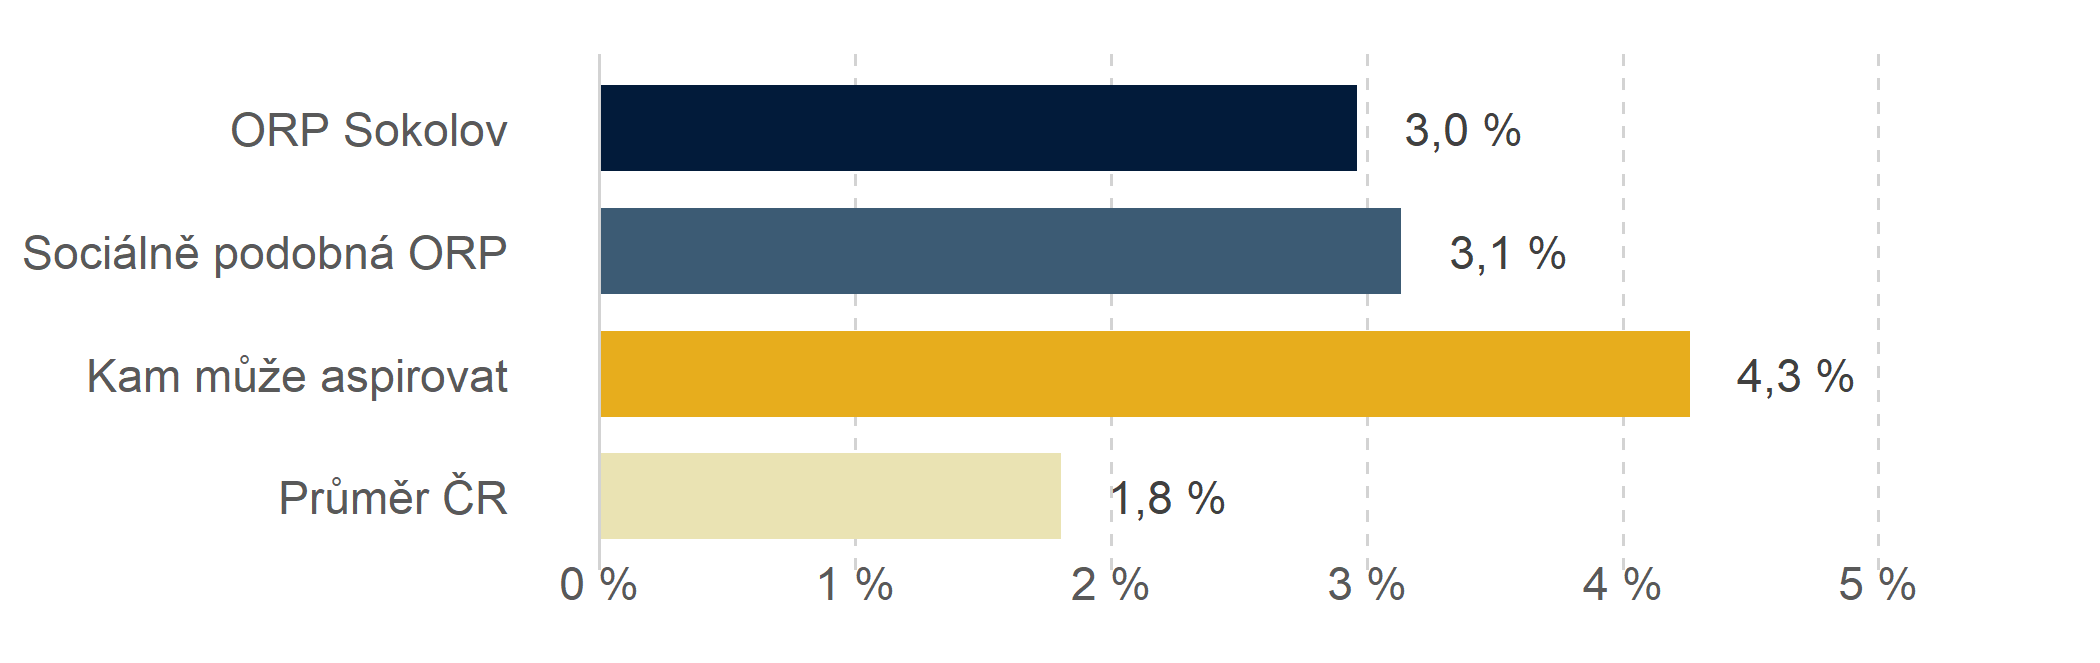 ORP Sokolov 3,0 %
Sociálně podobná ORP 3,1 %
Kam může aspirovat 4,3 %
Průměr ČR 1,8 %
0 % 1 % 2 % 3 % 4 % 5 %